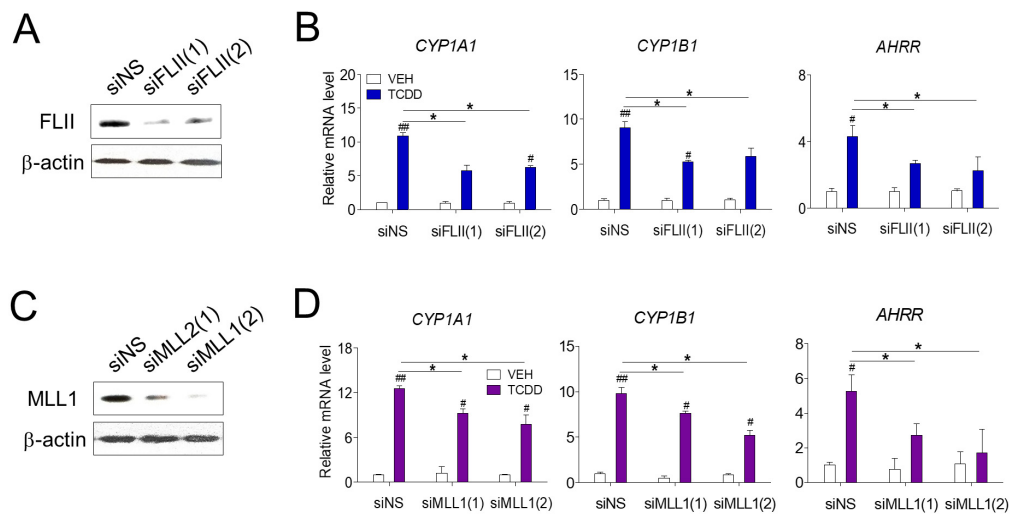 A
siNS
siFLII(1)
siFLII(2)
FLII
β-actin
B
CYP1A1
CYP1B1
AHRR
Relative mRNA level
20
15
10
5
0
VEH
TCDD
##
*
*
#
siNS
siFLII(1)
siFLII(2)
15
10
5
0
##
*
*
#
siNS
siFLII(1)
siFLII(2)
8
4
0
#
*
*
siNS
siFLII(1)
siFLII(2)
C
siNS
siMLL2(1)
siMLL1(2)
MLL1
β-actin
D
CYP1A1
CYP1B1
AHRR
Relative mRNA level
18
12
6
0
##
*
*
#
#
siNS
siMLL1(1)
siMLL1(2)
15
10
5
0
VEH
TCDD
##
*
*
#
#
siNS
siMLL1(1)
siMLL1(2)
8
6
4
2
0
#
*
*
siNS
siMLL1(1)
siMLL1(2)